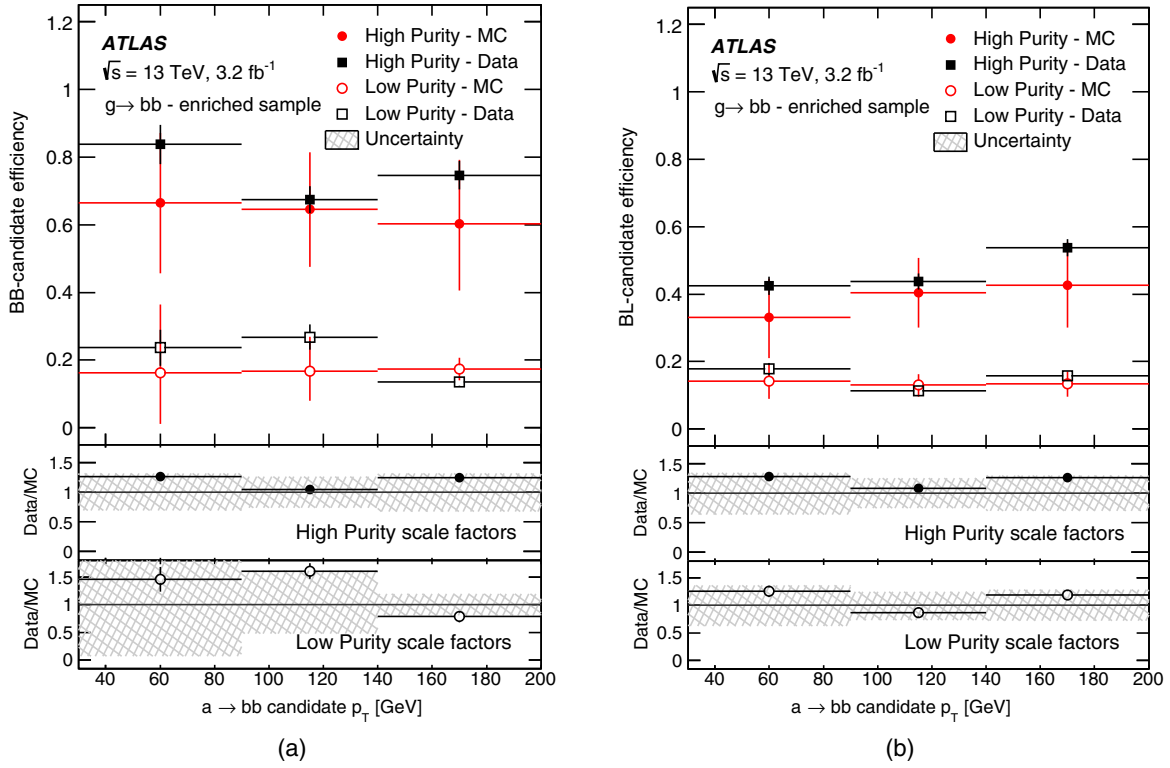 1.2
1
0.8
0.6
0.4
0.2
0
BB-candidate efficiency
ATLAS
√s = 13 TeV, 3.2 fb⁻¹
g→ bb - enriched sample
High Purity - MC
High Purity - Data
Low Purity - MC
Low Purity - Data
Uncertainty
1.5
1
0.5
0
Data/MC
High Purity scale factors
1.5
1
0.5
0
Data/MC
Low Purity scale factors
40 60 80 100 120 140 160 180 200
a → bb candidate p_T [GeV]
(a)
1.2
1
0.8
0.6
0.4
0.2
0
BL-candidate efficiency
ATLAS
√s = 13 TeV, 3.2 fb⁻¹
g→ bb - enriched sample
High Purity - MC
High Purity - Data
Low Purity - MC
Low Purity - Data
Uncertainty
1.5
1
0.5
0
Data/MC
High Purity scale factors
1.5
1
0.5
0
Data/MC
Low Purity scale factors
40 60 80 100 120 140 160 180 200
a → bb candidate p_T [GeV]
(b)